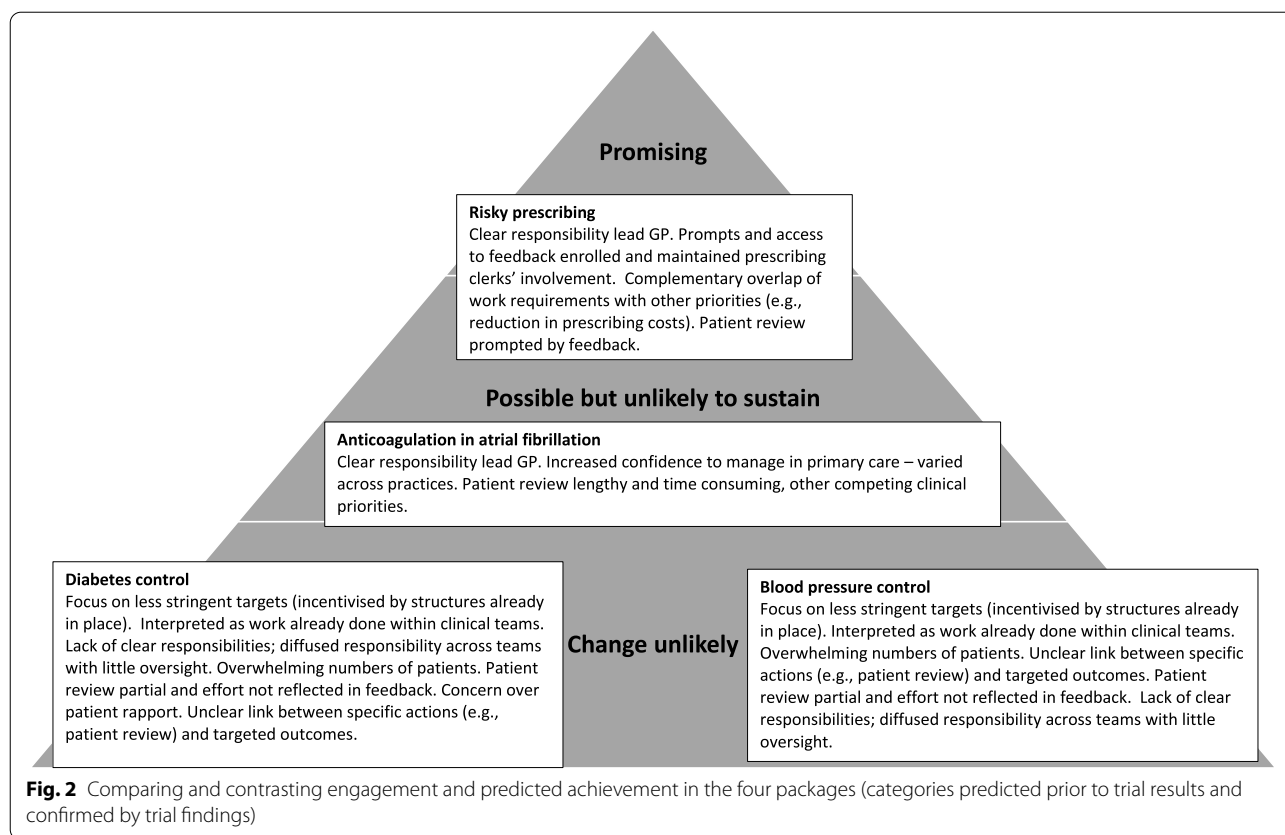 Promising
Risky prescribing
Clear responsibility lead GP. Prompts and access
to feedback enrolled and maintained prescribing
clerks’ involvement.  Complementary overlap of
work requirements with other priorities (e.g.,
reduction in prescribing costs). Patient review
prompted by feedback.
Possible but unlikely to sustain
Anticoagulation in atrial fibrillation
Clear responsibility lead GP. Increased confidence to manage in primary care – varied
across practices. Patient review lengthy and time consuming, other competing clinical
priorities.
Diabetes control
Focus on less stringent targets (incentivised by structures already
in place).  Interpreted as work already done within clinical teams.
Lack of clear responsibilities; diffused responsibility across teams
with little oversight. Overwhelming numbers of patients. Patient
review partial and effort not reflected in feedback. Concern over
patient rapport. Unclear link between specific actions (e.g.,
patient review) and targeted outcomes.
Change unlikely
Blood pressure control
Focus on less stringent targets (incentivised by structures already
in place). Interpreted as work already done within clinical teams.
Overwhelming numbers of patients. Unclear link between specific
actions (e.g., patient review) and targeted outcomes. Patient
review partial and effort not reflected in feedback.  Lack of clear
responsibilities; diffused responsibility across teams with little
oversight.
Fig. 2 Comparing and contrasting engagement and predicted achievement in the four packages (categories predicted prior to trial results and
confirmed by trial findings)